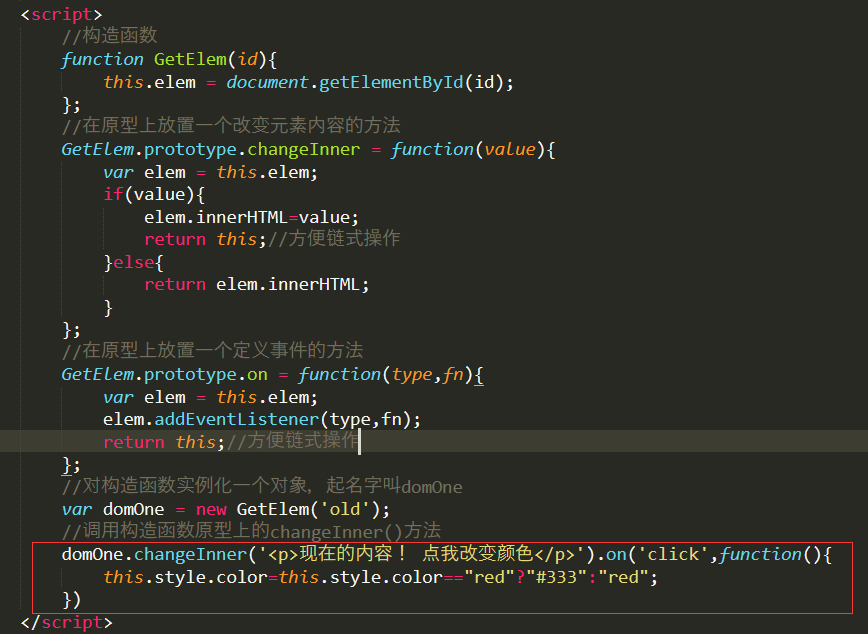 <script>
//构造函数
function GetElem(id){
this.elem = document.getElementById(id);
};
//在原型上放置一个改变元素内容的方法
GetElem.prototype.changeInner = function(value){
var elem = this.elem;
if(value){
elem.innerHTML=value;
return this;//方便链式操作
}else{
return elem.innerHTML;
}
};
//在原型上放置一个定义事件的方法
GetElem.prototype.on = function(type,fn){
var elem = this.elem;
elem.addEventListener(type,fn);
return this;//方便链式操作
};
//对构造函数实例化一个对象，起名字叫domOne
var domOne = new GetElem('old');
//调用构造函数原型上的changeInner()方法
domOne.changeInner('<p>现在的内容！ 点我改变颜色</p>').on('click',function(){
this.style.color=this.style.color=="red"?"#333":"red";
})
</script>